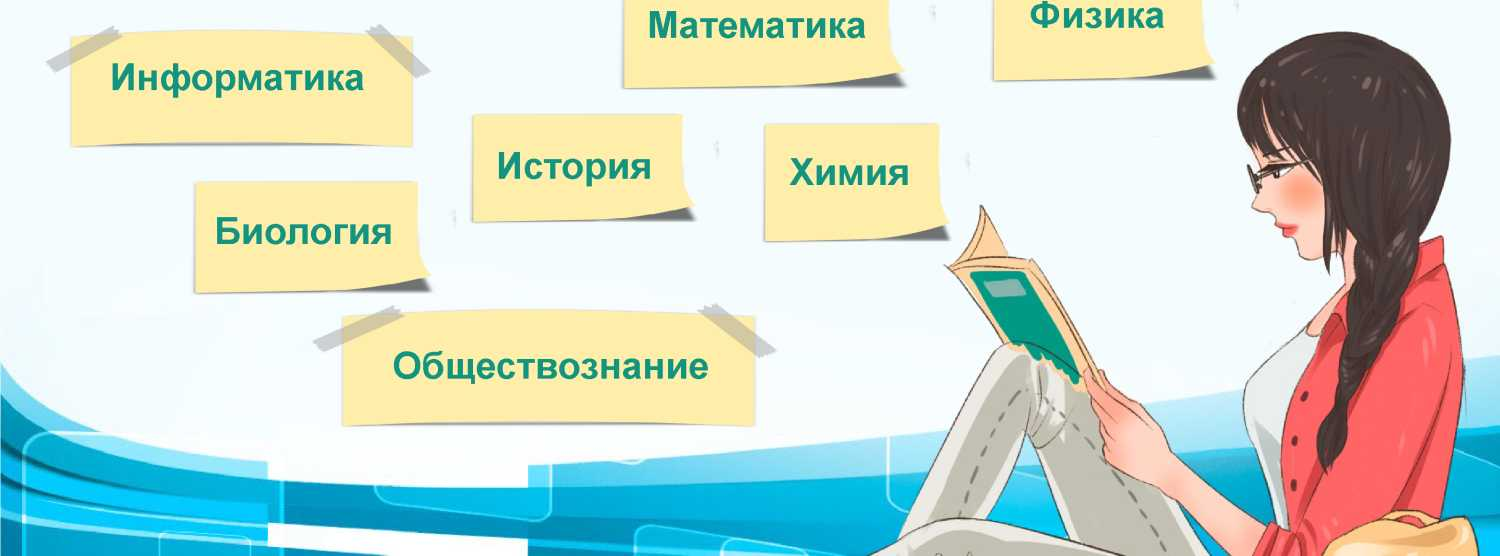 Математика
Физика
Информатика
История
Химия
Биология
Обществознание